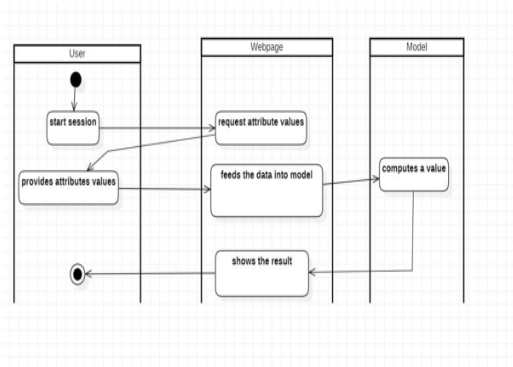 User
Webpage
Model
start session
request attribute values
provides attributes values
feeds the data into model
computes a value
shows the result